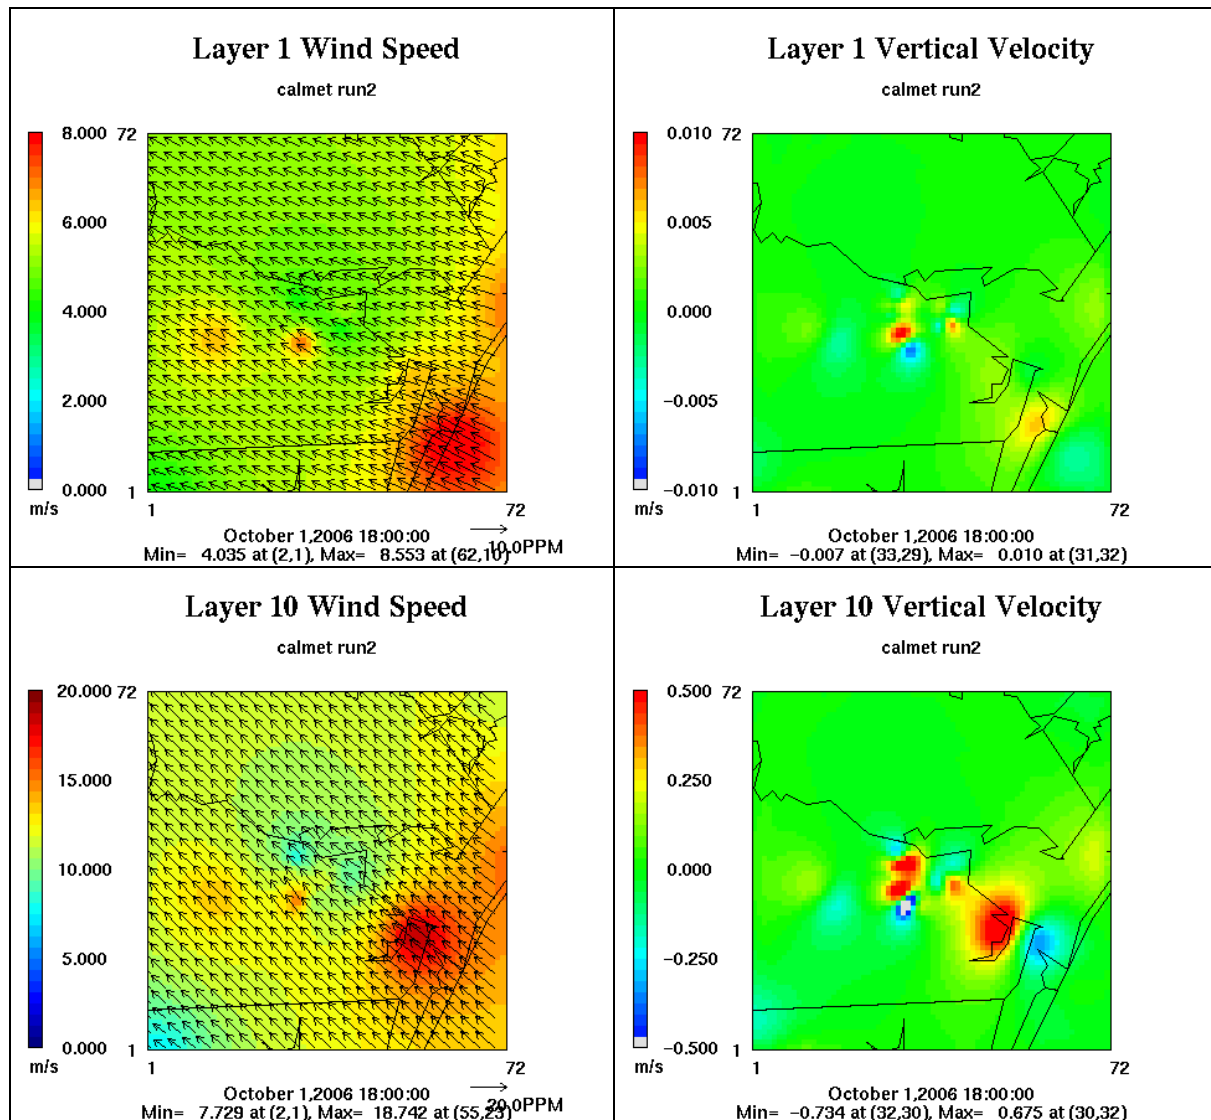 Layer 1 Wind Speed
calmet run2
8.000
72
6.000
4.000
2.000
0.000
1
m/s
1
72
October 1,2006 18:00:00
10.0PPM
Min= 4.035 at (2,1), Max= 8.553 at (62,10)
Layer 1 Vertical Velocity
calmet run2
0.010
72
0.005
0.000
−0.005
−0.010
1
m/s
1
72
October 1,2006 18:00:00
Min= −0.007 at (33,29), Max= 0.010 at (31,32)
Layer 10 Wind Speed
calmet run2
20.000
72
15.000
10.000
5.000
0.000
1
m/s
1
72
October 1,2006 18:00:00
20.0PPM
Min= 7.729 at (2,1), Max= 18.742 at (55,23)
Layer 10 Vertical Velocity
calmet run2
0.500
72
0.250
0.000
−0.250
−0.500
1
m/s
1
72
October 1,2006 18:00:00
Min= −0.734 at (32,30), Max= 0.675 at (30,32)